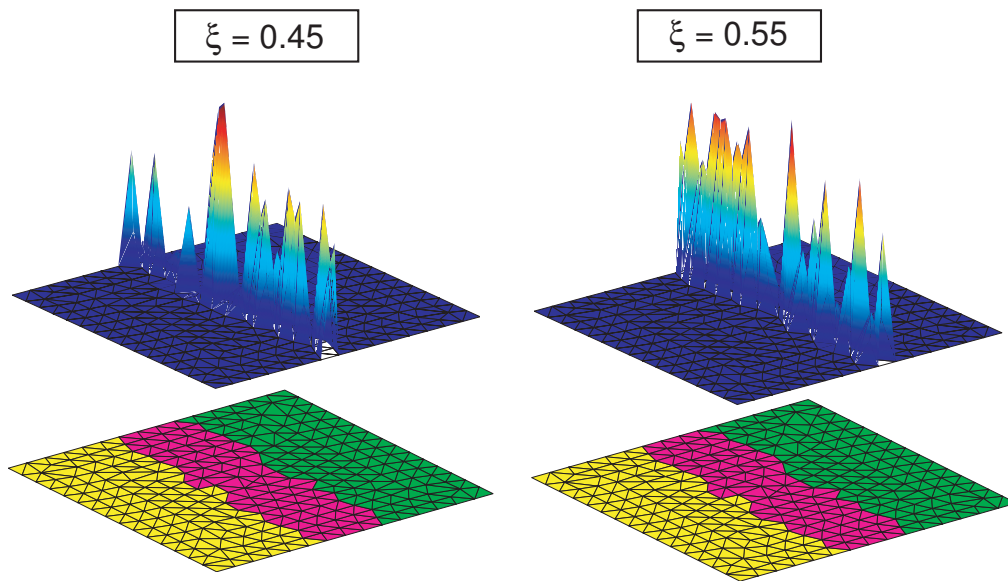 ξ = 0.45
ξ = 0.55